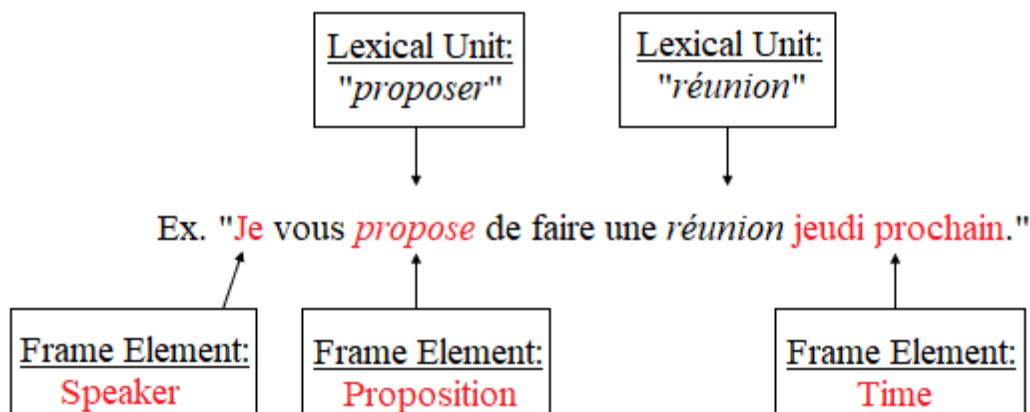 Lexical Unit:
"proposer"
Lexical Unit:
"réunion"
Ex. "Je vous propose de faire une réunion jeudi prochain."
Frame Element:
Speaker
Frame Element:
Proposition
Frame Element:
Time